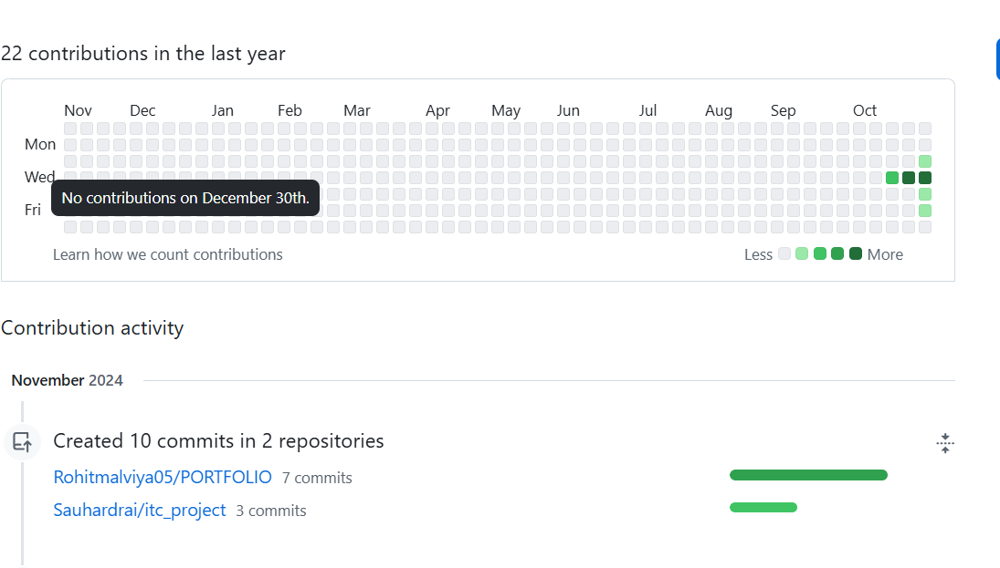 22 contributions in the last year
Nov Dec Jan Feb Mar Apr May Jun Jul Aug Sep Oct
Mon
Wed
No contributions on December 30th.
Fri
Learn how we count contributions
Less More
Contribution activity
November 2024
Created 10 commits in 2 repositories
Rohitmalviya05/PORTFOLIO 7 commits
Sauhardrai/itc_project 3 commits